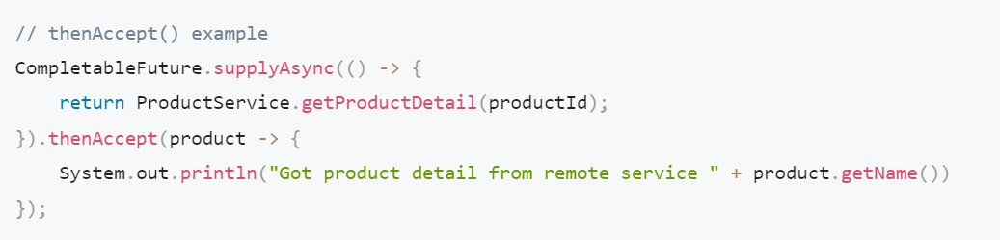 // thenAccept() example
CompletableFuture.supplyAsync(() -> {
    return ProductService.getProductDetail(productId);
}).thenAccept(product -> {
    System.out.println("Got product detail from remote service " + product.getName())
});